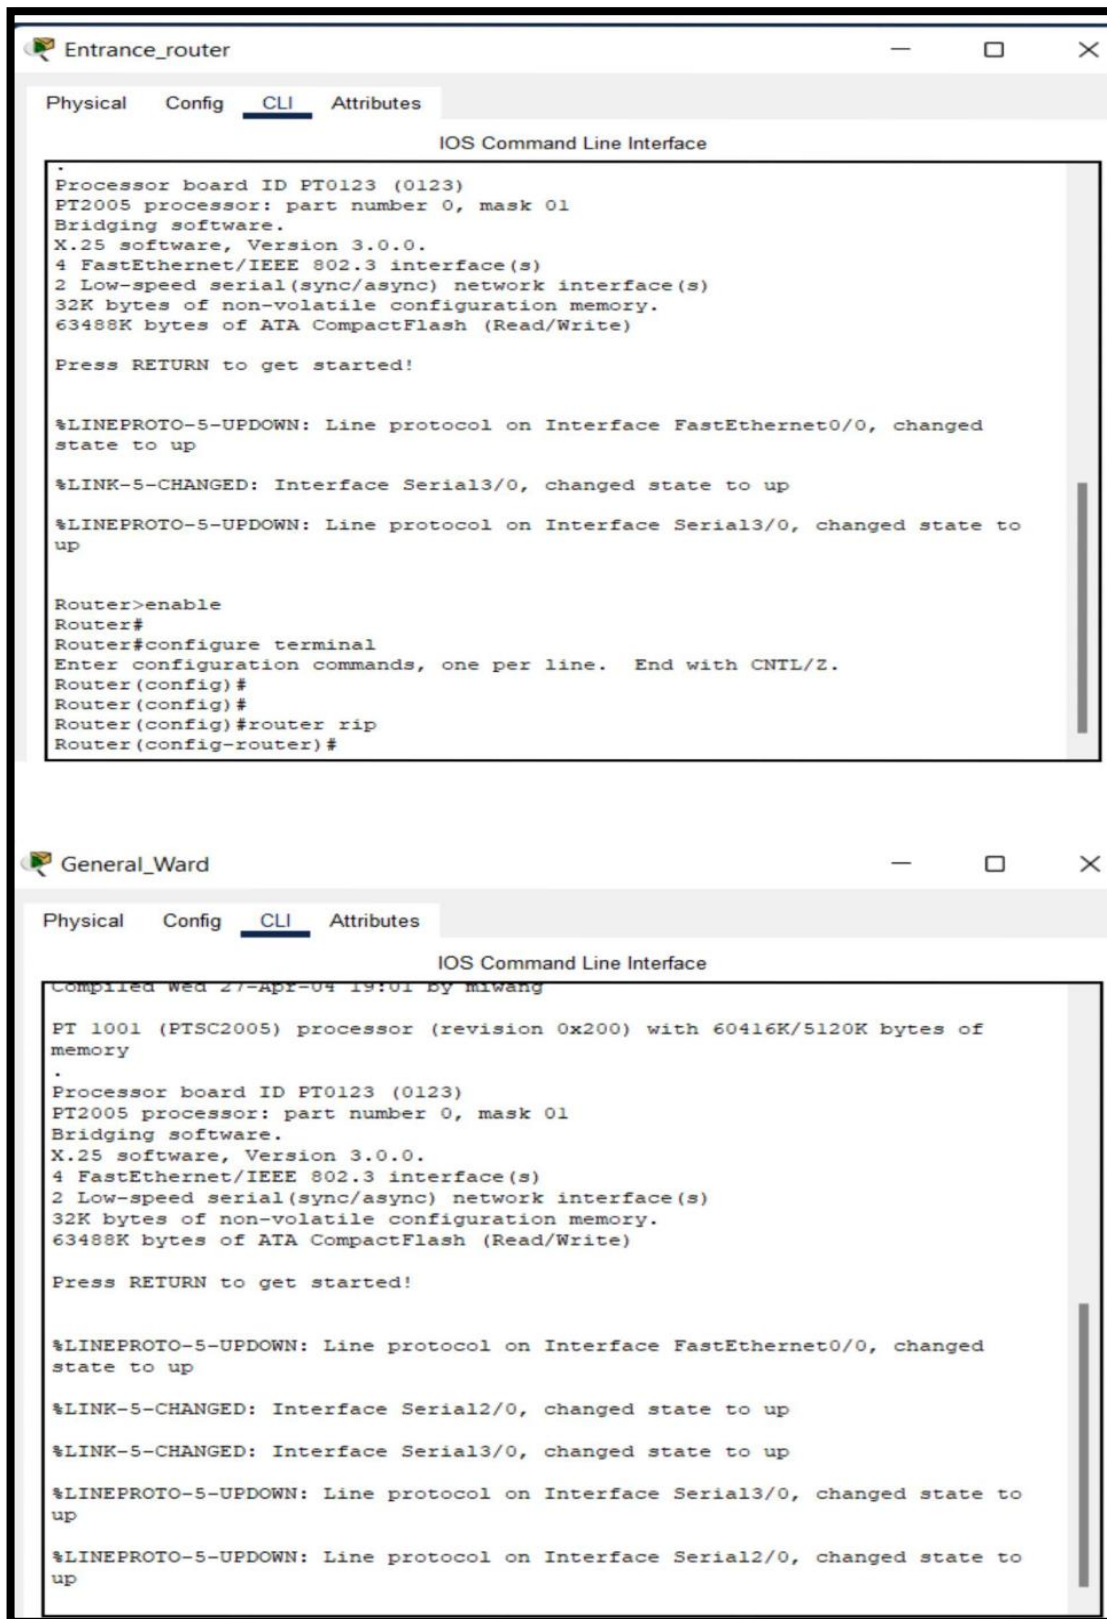 Entrance_router
Physical Config CLI Attributes
IOS Command Line Interface
.
Processor board ID PT0123 (0123)
PT2005 processor: part number 0, mask 01
Bridging software.
X.25 software, Version 3.0.0.
4 FastEthernet/IEEE 802.3 interface(s)
2 Low-speed serial(sync/async) network interface(s)
32K bytes of non-volatile configuration memory.
63488K bytes of ATA CompactFlash (Read/Write)
Press RETURN to get started!
%LINEPROTO-5-UPDOWN: Line protocol on Interface FastEthernet0/0, changed
state to up
%LINK-5-CHANGED: Interface Serial3/0, changed state to up
%LINEPROTO-5-UPDOWN: Line protocol on Interface Serial3/0, changed state to
up
Router>enable
Router#
Router#configure terminal
Enter configuration commands, one per line.  End with CNTL/Z.
Router(config)#
Router(config)#
Router(config)#router rip
Router(config-router)#
General_Ward
Physical Config CLI Attributes
IOS Command Line Interface
Compiled Wed 27-Apr-04 19:01 by miwang
PT 1001 (PTSC2005) processor (revision 0x200) with 60416K/5120K bytes of
memory
.
Processor board ID PT0123 (0123)
PT2005 processor: part number 0, mask 01
Bridging software.
X.25 software, Version 3.0.0.
4 FastEthernet/IEEE 802.3 interface(s)
2 Low-speed serial(sync/async) network interface(s)
32K bytes of non-volatile configuration memory.
63488K bytes of ATA CompactFlash (Read/Write)
Press RETURN to get started!
%LINEPROTO-5-UPDOWN: Line protocol on Interface FastEthernet0/0, changed
state to up
%LINK-5-CHANGED: Interface Serial2/0, changed state to up
%LINK-5-CHANGED: Interface Serial3/0, changed state to up
%LINEPROTO-5-UPDOWN: Line protocol on Interface Serial3/0, changed state to
up
%LINEPROTO-5-UPDOWN: Line protocol on Interface Serial2/0, changed state to
up